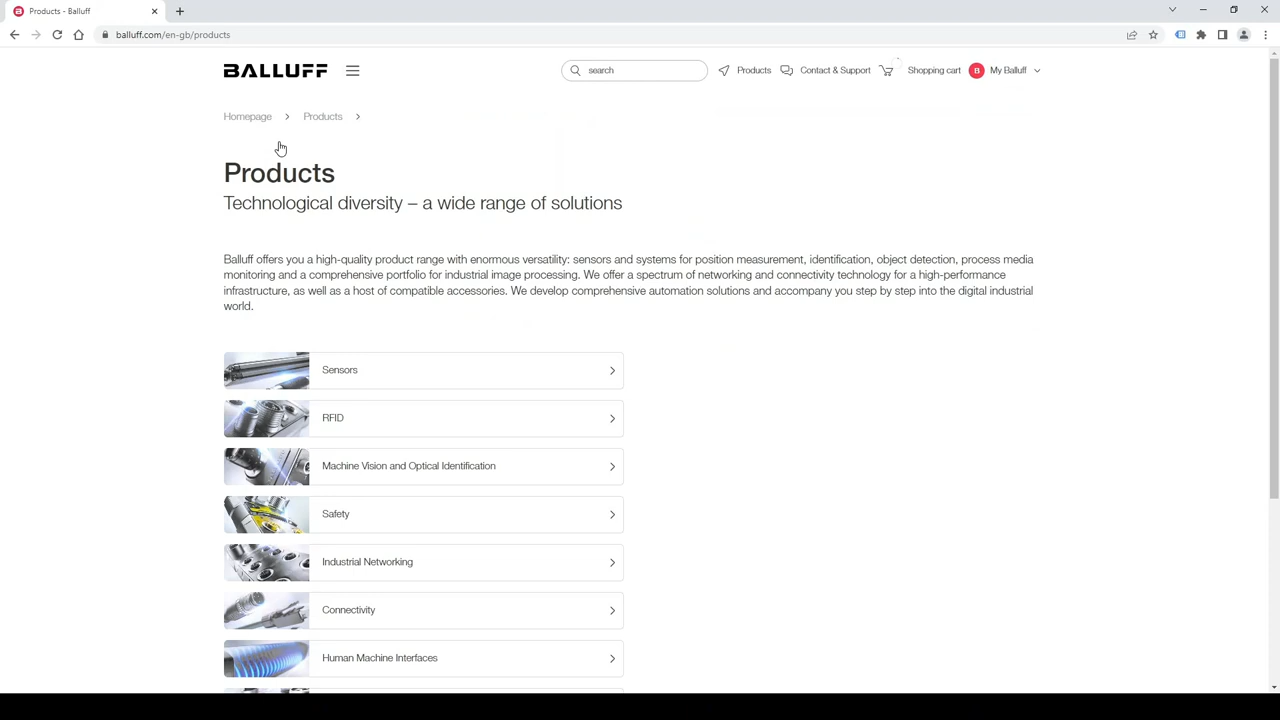 Products - Balluff
balluff.com/en-gb/products
BALLUFF
search
Products
Contact & Support
Shopping cart
B
My Balluff
Homepage
Products
Products
Technological diversity – a wide range of solutions
Balluff offers you a high-quality product range with enormous versatility: sensors and systems for position measurement, identification, object detection, process media
monitoring and a comprehensive portfolio for industrial image processing. We offer a spectrum of networking and connectivity technology for a high-performance
infrastructure, as well as a host of compatible accessories. We develop comprehensive automation solutions and accompany you step by step into the digital industrial
world.
Sensors
RFID
Machine Vision and Optical Identification
Safety
Industrial Networking
Connectivity
Human Machine Interfaces